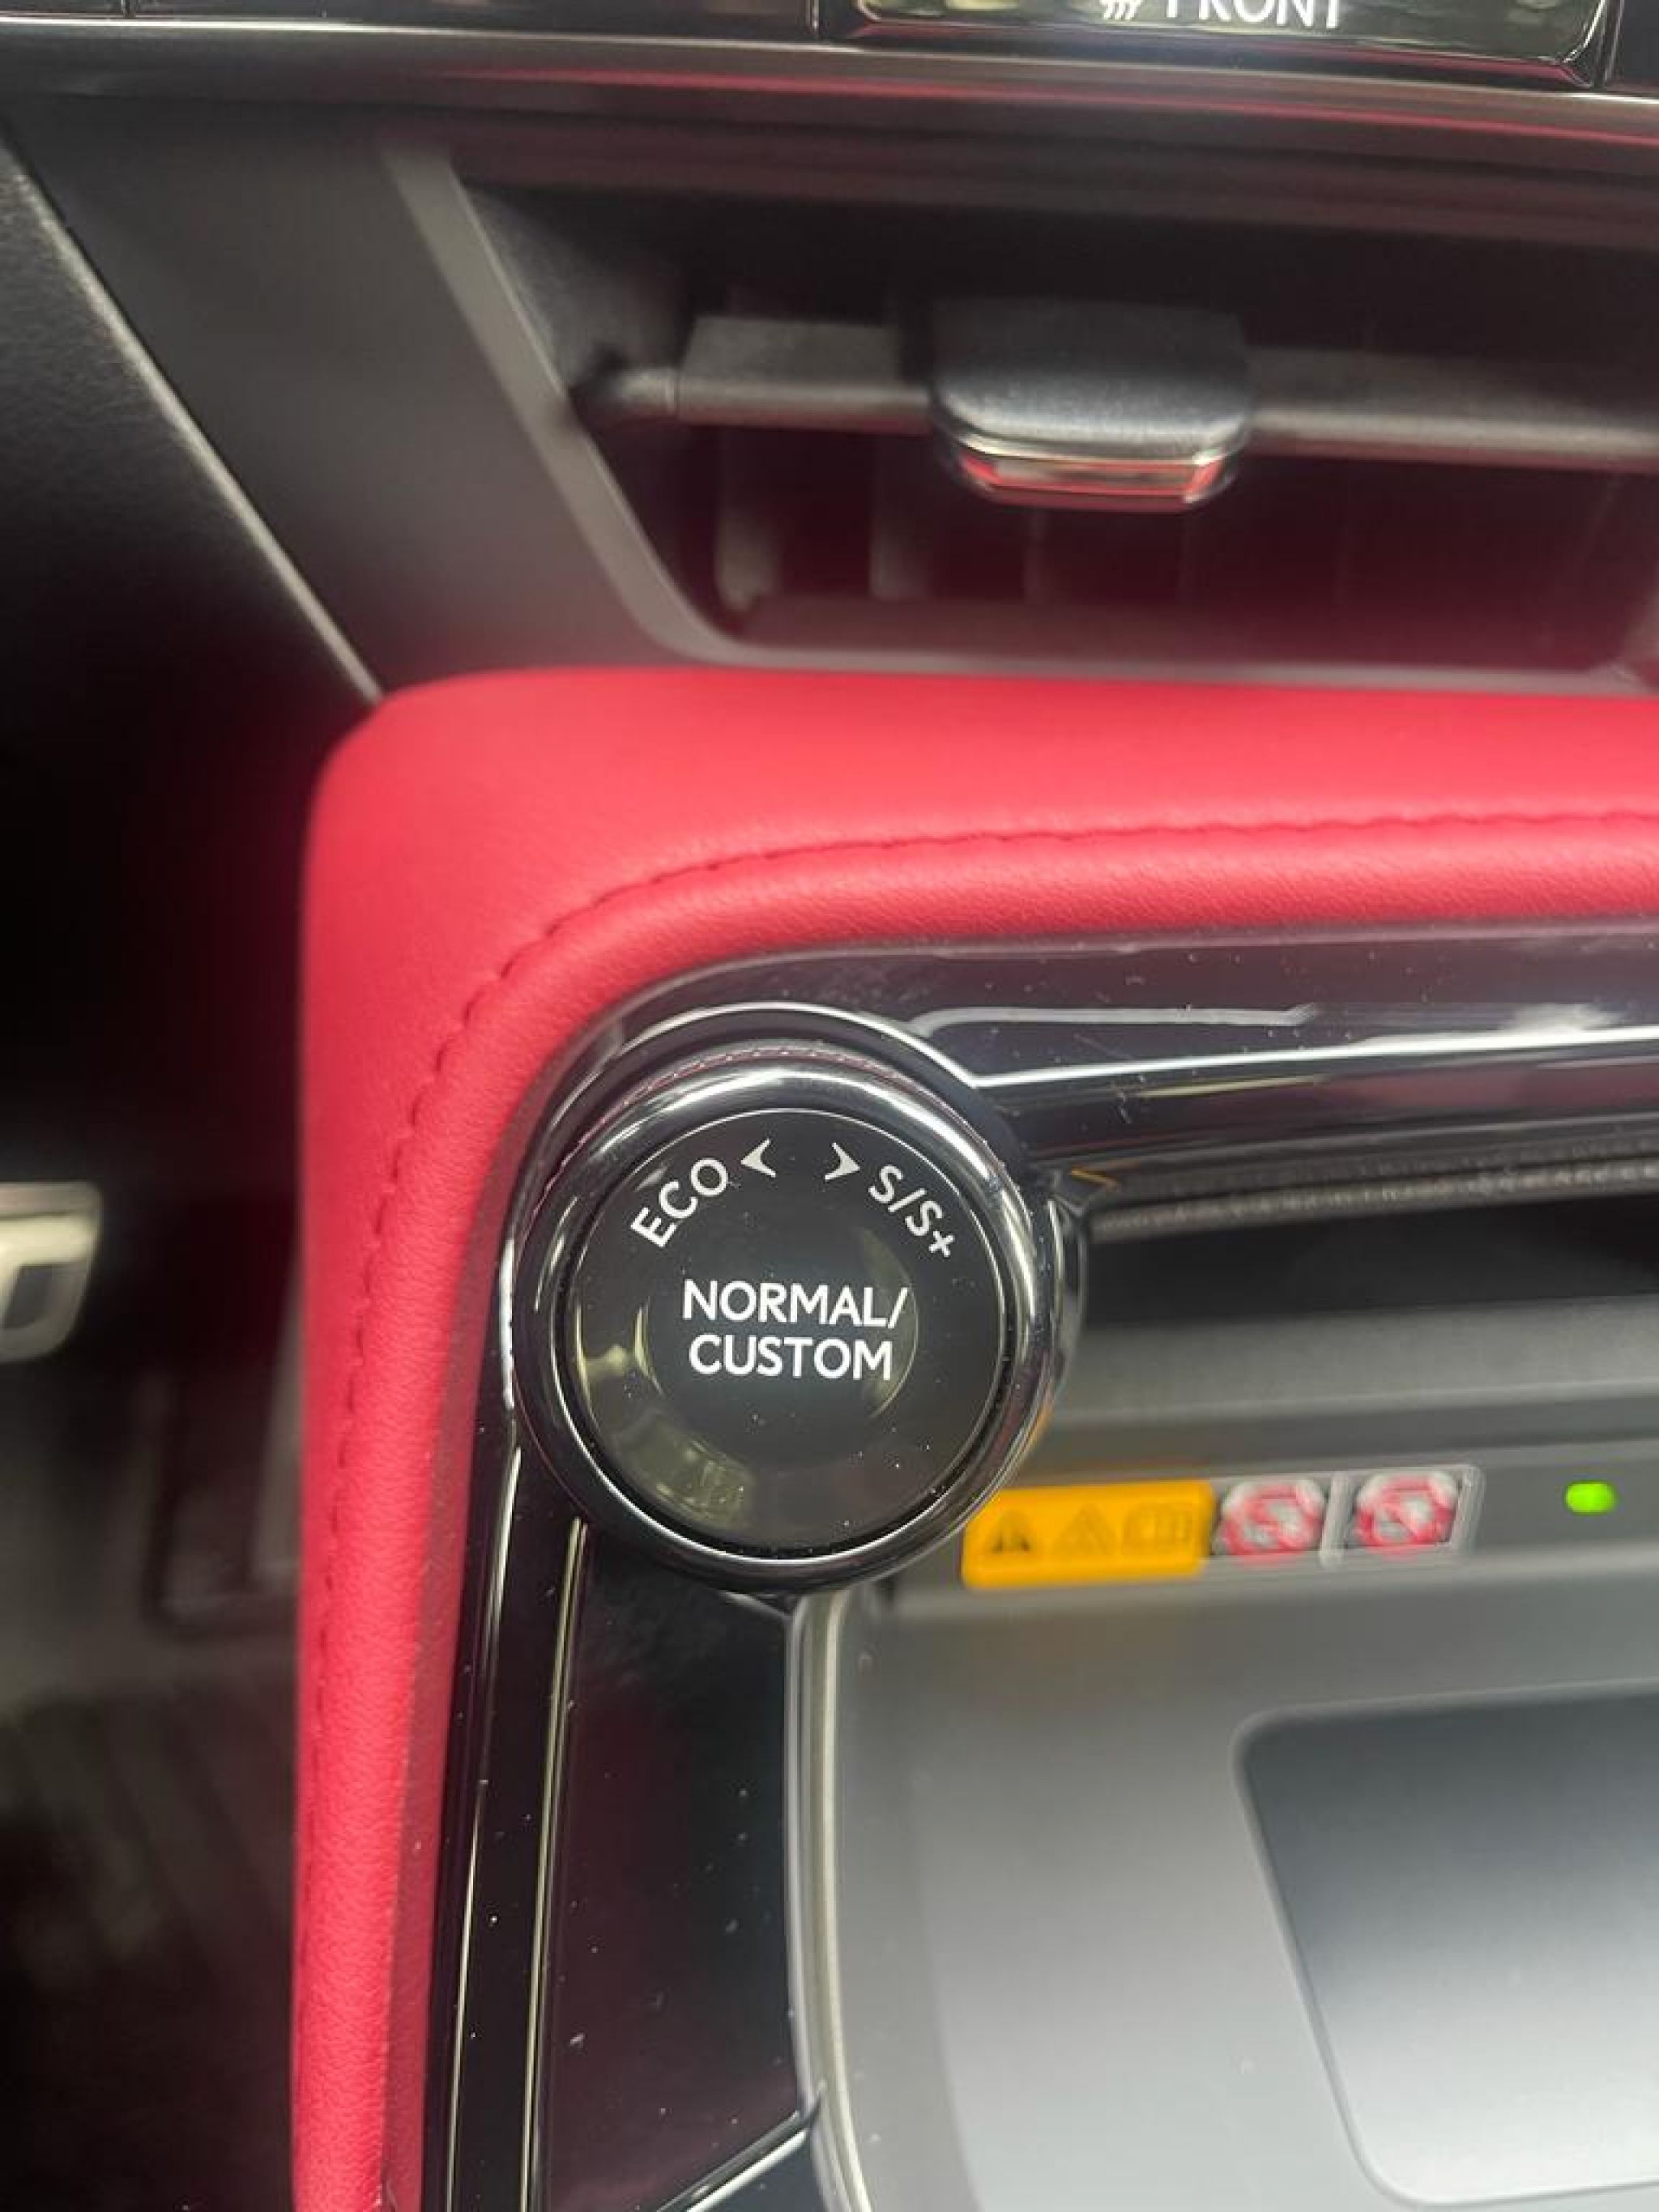 FRONT
ECO
S/S+
NORMAL/
CUSTOM